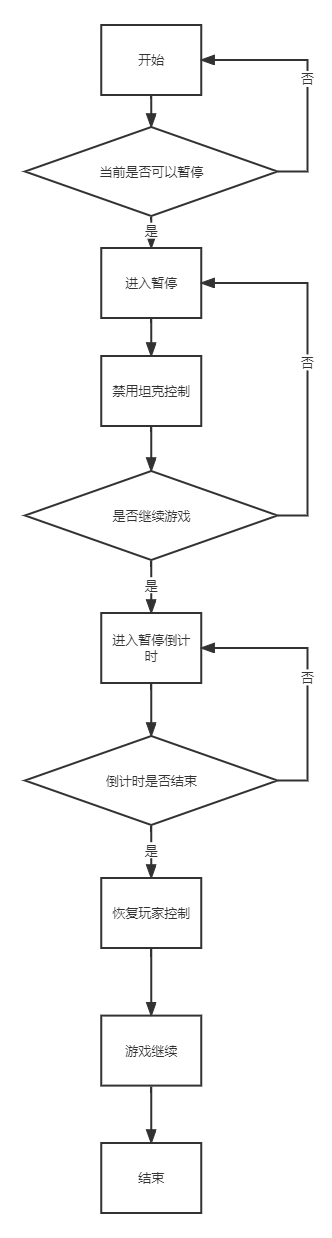 开始
否
当前是否可以暂停
是
进入暂停
否
禁用坦克控制
是否继续游戏
是
进入暂停倒计
时
否
倒计时是否结束
是
恢复玩家控制
游戏继续
结束